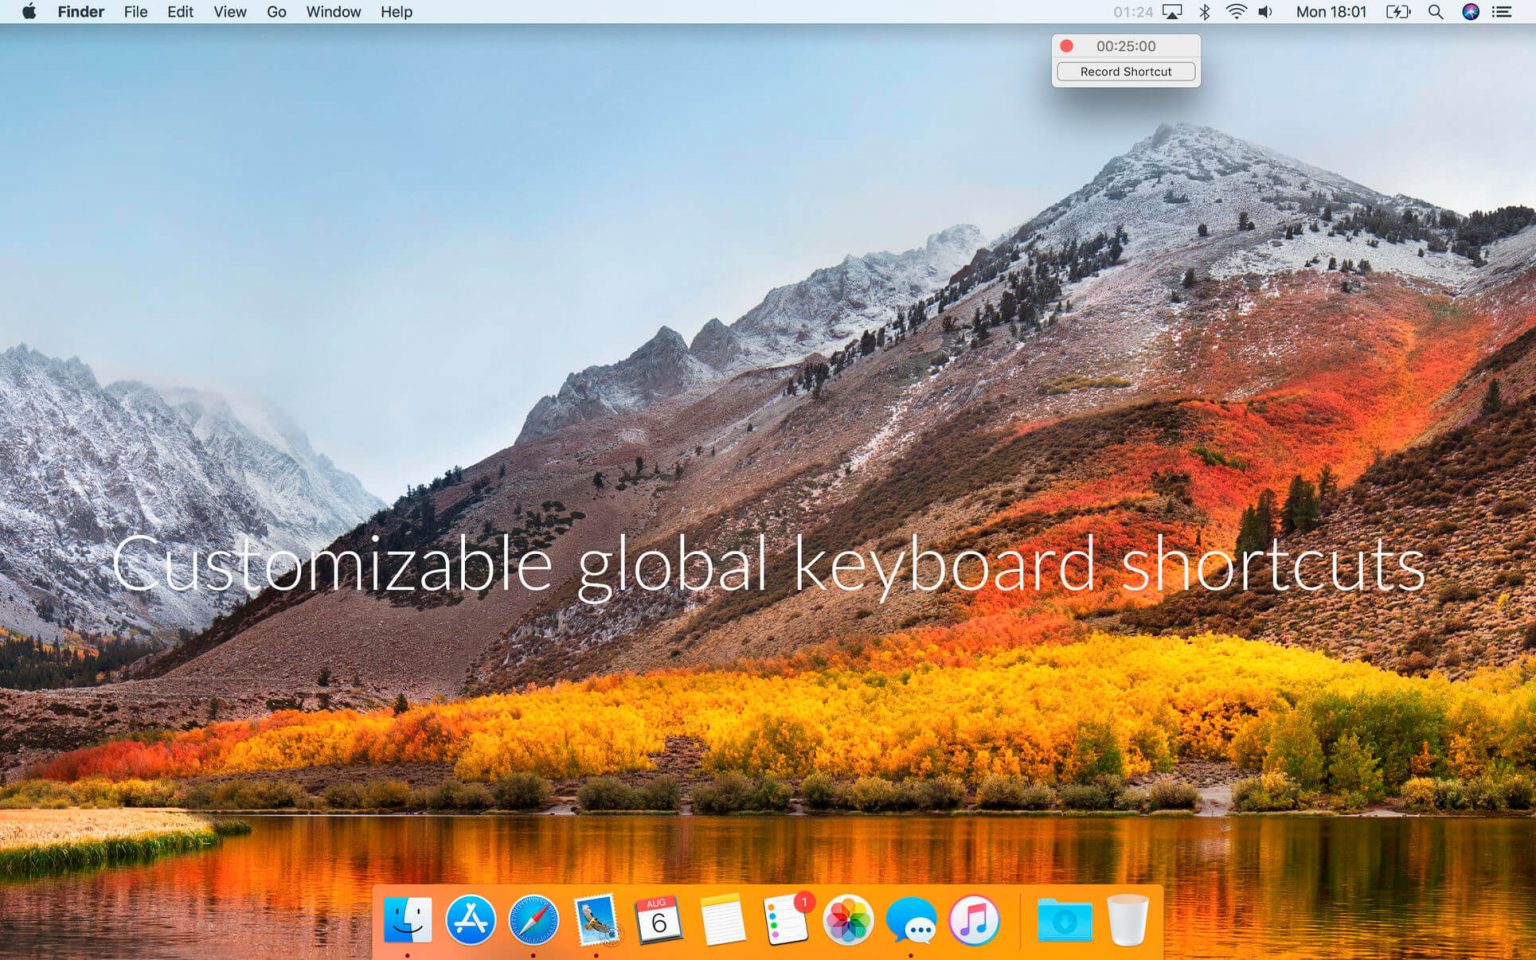 Finder File Edit View Go Window Help 01:24 Mon 18:01
00:25:00
Record Shortcut
Customizable global keyboard shortcuts
AUG
6
1